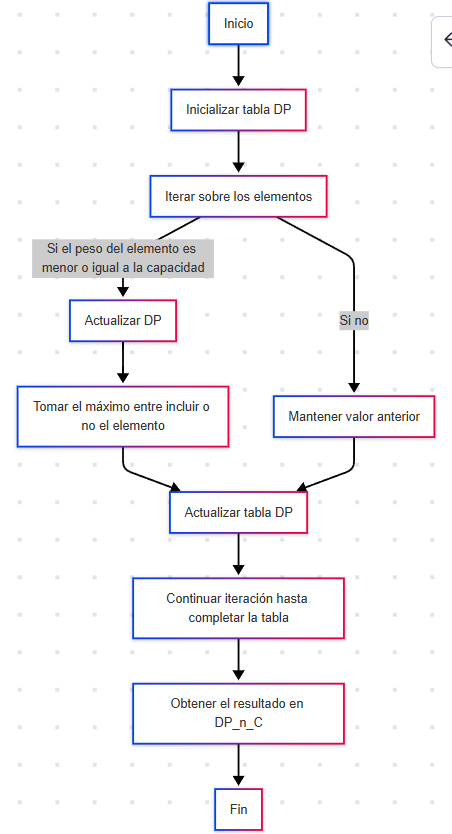 Inicio
Inicializar tabla DP
Iterar sobre los elementos
Si el peso del elemento es
menor o igual a la capacidad
Si no
Actualizar DP
Tomar el máximo entre incluir o
no el elemento
Mantener valor anterior
Actualizar tabla DP
Continuar iteración hasta
completar la tabla
Obtener el resultado en
DP_n_C
Fin